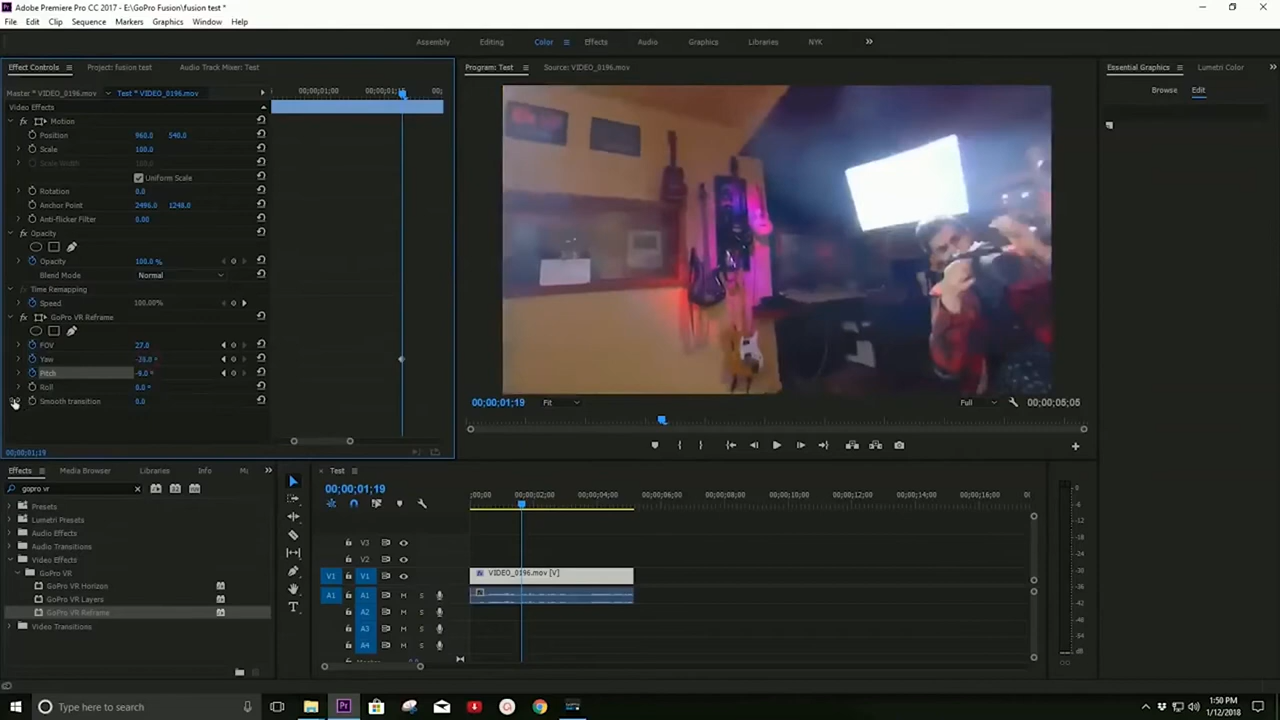 Adobe Premiere Pro CC 2017 - E:\GoPro Fusion\fusion test *
File Edit Clip Sequence Markers Graphics Window Help
Assembly Editing Color Effects Audio Graphics Libraries NYK
Effect Controls Project: fusion test Audio Track Mixer: Test Program: Test Source: VIDEO_0196.mov Essential Graphics Lumetri Color
Master * VIDEO_0196.mov Test * VIDEO_0196.mov 00;00;01;00
Browse Edit
Video Effects
fx Motion
Position 960.0 540.0
Scale 100.0
Scale Width 100.0
Uniform Scale
Rotation 0.0
Anchor Point 2496.0 1248.0
Anti-flicker Filter 0.00
fx Opacity
Opacity 100.0 %
Blend Mode Normal
Time Remapping
Speed 100.00%
fx GoPro VR Reframe
FOV 27.0
Yaw -28.0 °
Pitch
Roll 0.0 °
Smooth transition 0.0
00;00;01;19 Fit Full 00;00;05;05
00;00;01;19
Effects Media Browser Libraries Info Test
gopro vr
00;00;01;19
;00;00 00;00;02;00 00;00;04;00 00;00;06;00 00;00;08;00 00;00;10;00 00;00;12;00 00;00;14;00 00;00;16;00
Presets
Lumetri Presets
Audio Effects
Audio Transitions
Video Effects
GoPro VR
GoPro VR Horizon
GoPro VR Layers
GoPro VR Reframe
Video Transitions
V3
V2
V1 V1 VIDEO_0196.mov [V]
A1 A1 M S
A2 M S
A3 M S
A4 M S
Type here to search
1:50 PM
1/12/2018